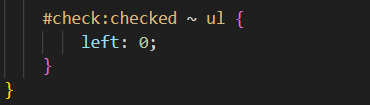 #check:checked ~ ul {
left: 0;
}
}